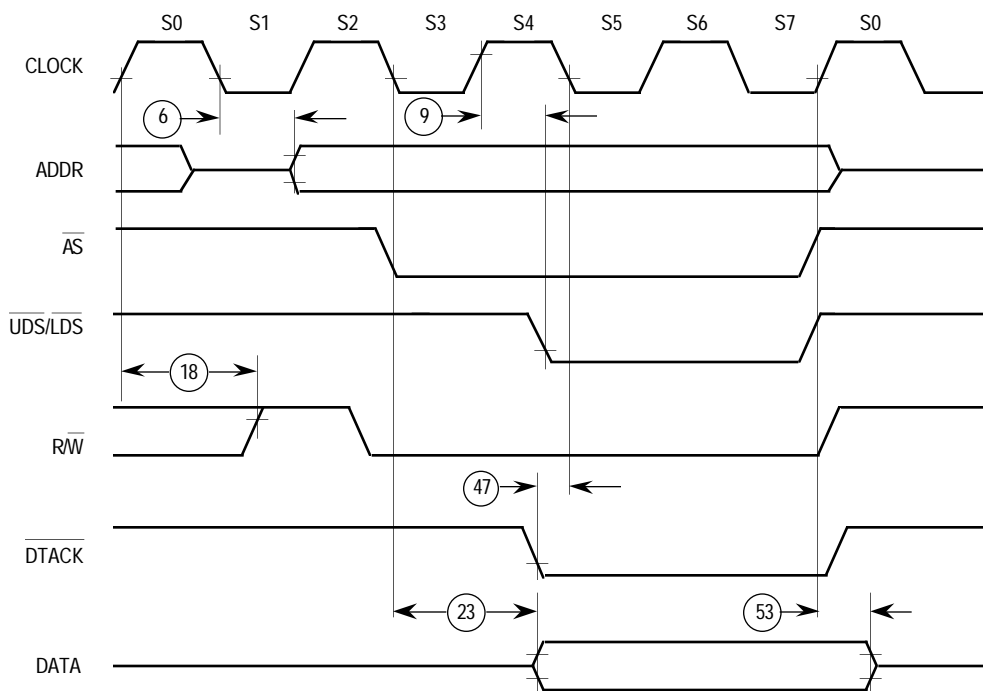 S0 S1 S2 S3 S4 S5 S6 S7 S0
CLOCK
6 9
ADDR
AS
UDS/LDS
18
R/W
47
DTACK
23 53
DATA